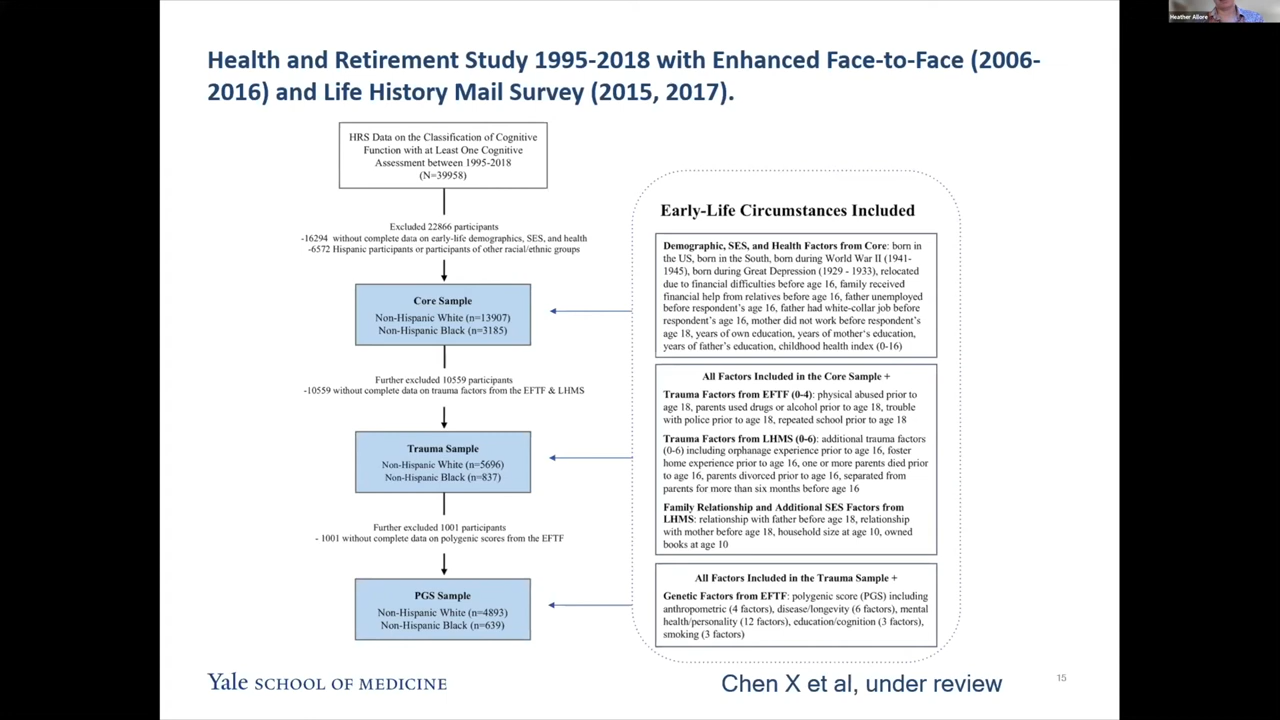 Heather Allore
Health and Retirement Study 1995-2018 with Enhanced Face-to-Face (2006-
2016) and Life History Mail Survey (2015, 2017).
HRS Data on the Classification of Cognitive
Function with at Least One Cognitive
Assessment between 1995-2018
(N=39958)
Excluded 22866 participants
-16294 without complete data on early-life demographics, SES, and health
-6572 Hispanic participants or participants of other racial/ethnic groups
Core Sample
Non-Hispanic White (n=13907)
Non-Hispanic Black (n=3185)
Further excluded 10559 participants
-10559 without complete data on trauma factors from the EFTF & LHMS
Trauma Sample
Non-Hispanic White (n=5696)
Non-Hispanic Black (n=837)
Further excluded 1001 participants
- 1001 without complete data on polygenic scores from the EFTF
PGS Sample
Non-Hispanic White (n=4893)
Non-Hispanic Black (n=639)
Early-Life Circumstances Included
Demographic, SES, and Health Factors from Core: born in
the US, born in the South, born during World War II (1941-
1945), born during Great Depression (1929 - 1933), relocated
due to financial difficulties before age 16, family received
financial help from relatives before age 16, father unemployed
before respondent's age 16, father had white-collar job before
respondent's age 16, mother did not work before respondent's
age 18, years of own education, years of mother's education,
years of father's education, childhood health index (0-16)
All Factors Included in the Core Sample +
Trauma Factors from EFTF (0-4): physical abused prior to
age 18, parents used drugs or alcohol prior to age 18, trouble
with police prior to age 18, repeated school prior to age 18
Trauma Factors from LHMS (0-6): additional trauma factors
(0-6) including orphanage experience prior to age 16, foster
home experience prior to age 16, one or more parents died prior
to age 16, parents divorced prior to age 16, separated from
parents for more than six months before age 16
Family Relationship and Additional SES Factors from
LHMS: relationship with father before age 18, relationship
with mother before age 18, household size at age 10, owned
books at age 10
All Factors Included in the Trauma Sample +
Genetic Factors from EFTF: polygenic score (PGS) including
anthropometric (4 factors), disease/longevity (6 factors), mental
health/personality (12 factors), education/cognition (3 factors),
smoking (3 factors)
Yale SCHOOL OF MEDICINE
Chen X et al, under review
15